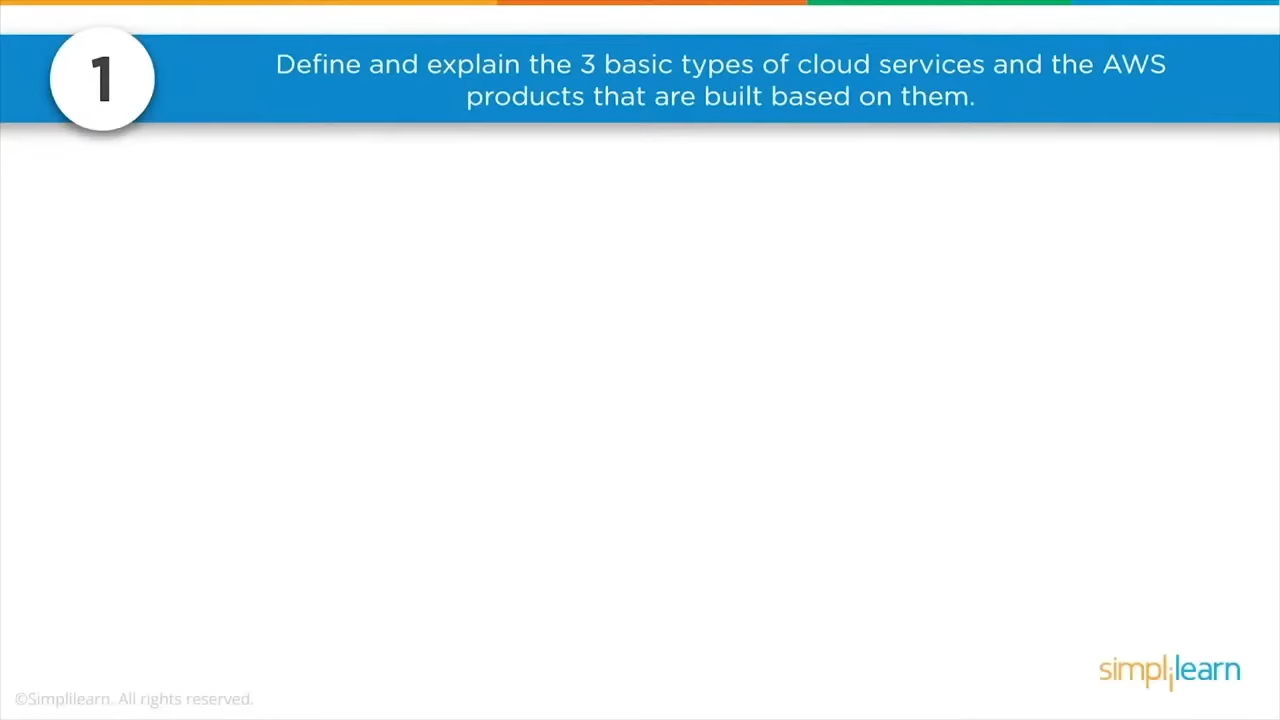 1
Define and explain the 3 basic types of cloud services and the AWS
products that are built based on them.
simplilearn
©Simplilearn. All rights reserved.